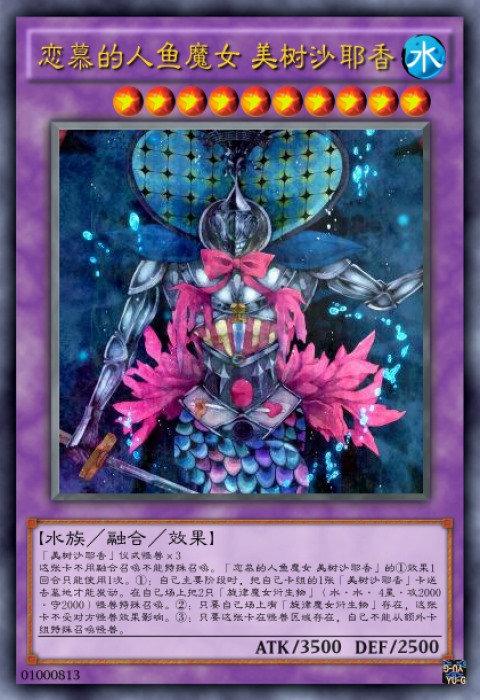 恋慕的人鱼魔女 美树沙耶香 水
【水族／融合／效果】
「美树沙耶香」仪式怪兽×3
这张卡不用融合召唤不能特殊召唤。「恋慕的人鱼魔女 美树沙耶香」的①效果1
回合只能使用1次。①：自己主要阶段时，把自己卡组的1张「美树沙耶香」卡送
去墓地才能发动。在自己场上把2只「旋律魔女衍生物」（水·水·4星·攻2000
·守2000）怪兽特殊召唤。②：只要自己场上有「旋律魔女衍生物」存在，这张
卡不受对方怪兽效果影响。③：只要这张卡在怪兽区域存在，自己不能从额外卡
组特殊召唤怪兽。
ATK/3500 DEF/2500
01000813